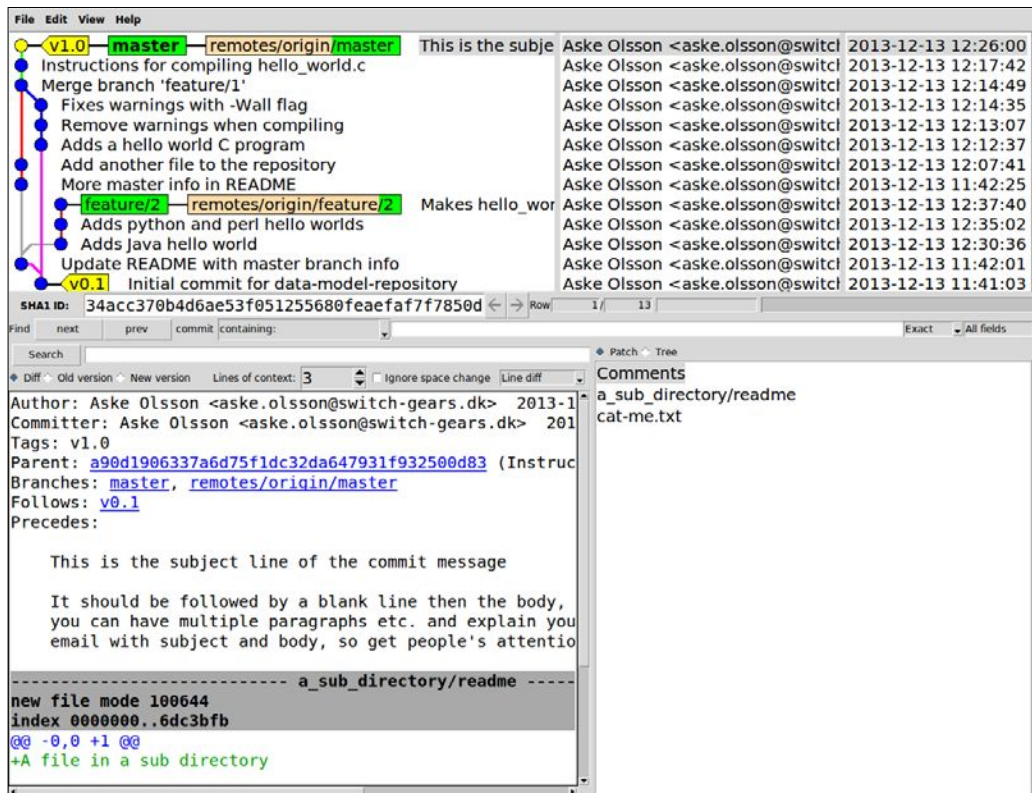 File Edit View Help
v1.0 master remotes/origin/master This is the subje Aske Olsson <aske.olsson@switch 2013-12-13 12:26:00
Instructions for compiling hello_world.c Aske Olsson <aske.olsson@switch 2013-12-13 12:17:42
Merge branch 'feature/1' Aske Olsson <aske.olsson@switch 2013-12-13 12:14:49
Fixes warnings with -Wall flag Aske Olsson <aske.olsson@switch 2013-12-13 12:14:35
Remove warnings when compiling Aske Olsson <aske.olsson@switch 2013-12-13 12:13:07
Adds a hello world C program Aske Olsson <aske.olsson@switch 2013-12-13 12:12:37
Add another file to the repository Aske Olsson <aske.olsson@switch 2013-12-13 12:07:41
More master info in README Aske Olsson <aske.olsson@switch 2013-12-13 11:42:25
feature/2 remotes/origin/feature/2 Makes hello_wor Aske Olsson <aske.olsson@switch 2013-12-13 12:37:40
Adds python and perl hello worlds Aske Olsson <aske.olsson@switch 2013-12-13 12:35:02
Adds Java hello world Aske Olsson <aske.olsson@switch 2013-12-13 12:30:36
Update README with master branch info Aske Olsson <aske.olsson@switch 2013-12-13 11:42:01
v0.1 Initial commit for data-model-repository Aske Olsson <aske.olsson@switch 2013-12-13 11:41:03
SHA1 ID: 34acc370b4d6ae53f051255680feaefaf7f7850d Row 1 / 13
Find next prev commit containing: Exact All fields
Search
Diff Old version New version Lines of context: 3 Ignore space change Line diff
Author: Aske Olsson <aske.olsson@switch-gears.dk> 2013-1
Committer: Aske Olsson <aske.olsson@switch-gears.dk> 201
Tags: v1.0
Parent: a90d1906337a6d75f1dc32da647931f932500d83 (Instruc
Branches: master, remotes/origin/master
Follows: v0.1
Precedes:
This is the subject line of the commit message
It should be followed by a blank line then the body,
you can have multiple paragraphs etc. and explain you
email with subject and body, so get people's attentio
---------------------------- a_sub_directory/readme -----
new file mode 100644
index 0000000..6dc3bfb
@@ -0,0 +1 @@
+A file in a sub directory
Patch Tree
Comments
a_sub_directory/readme
cat-me.txt